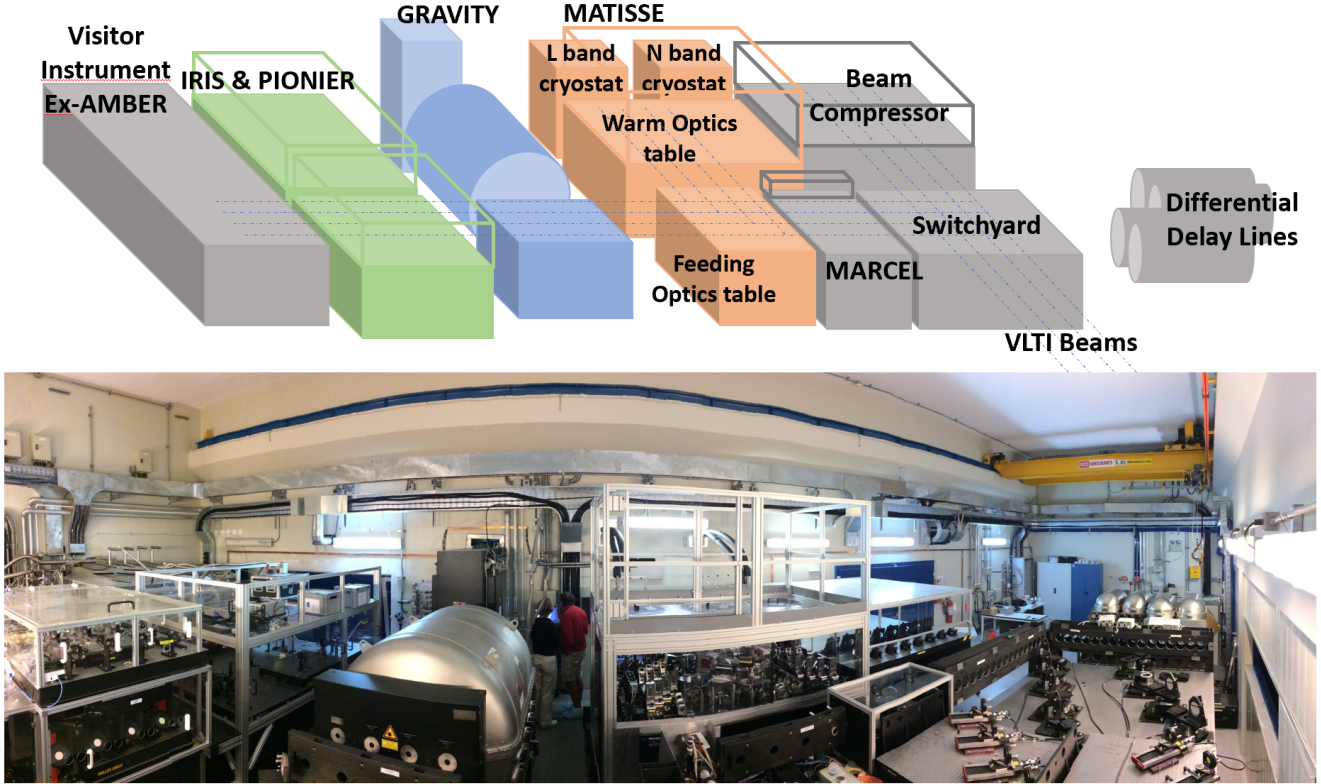 GRAVITY
MATISSE
Visitor
Instrument
Ex-AMBER
IRIS & PIONIER
L band
cryostat
N band
cryostat
Beam
Compressor
Warm Optics
table
Differential
Delay Lines
Switchyard
Feeding
Optics table
MARCEL
VLTI Beams